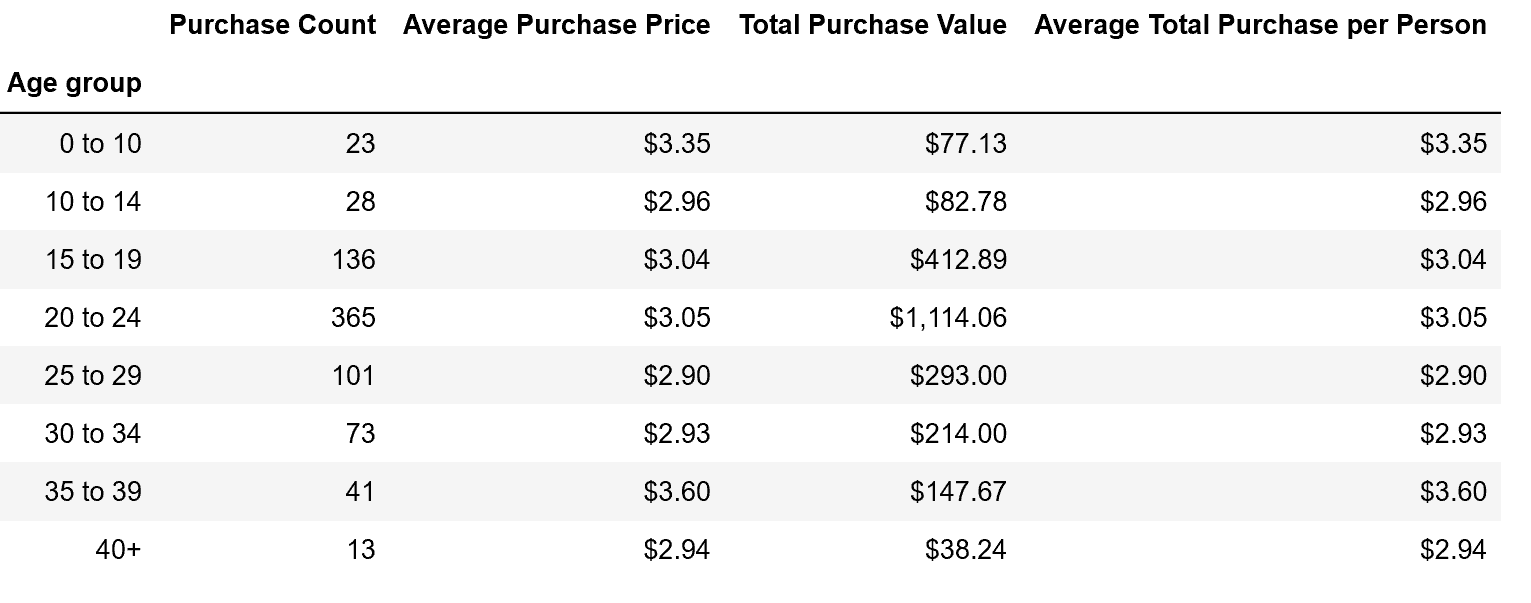 Purchase Count Average Purchase Price Total Purchase Value Average Total Purchase per Person
Age group
0 to 10 23 $3.35 $77.13 $3.35
10 to 14 28 $2.96 $82.78 $2.96
15 to 19 136 $3.04 $412.89 $3.04
20 to 24 365 $3.05 $1,114.06 $3.05
25 to 29 101 $2.90 $293.00 $2.90
30 to 34 73 $2.93 $214.00 $2.93
35 to 39 41 $3.60 $147.67 $3.60
40+ 13 $2.94 $38.24 $2.94